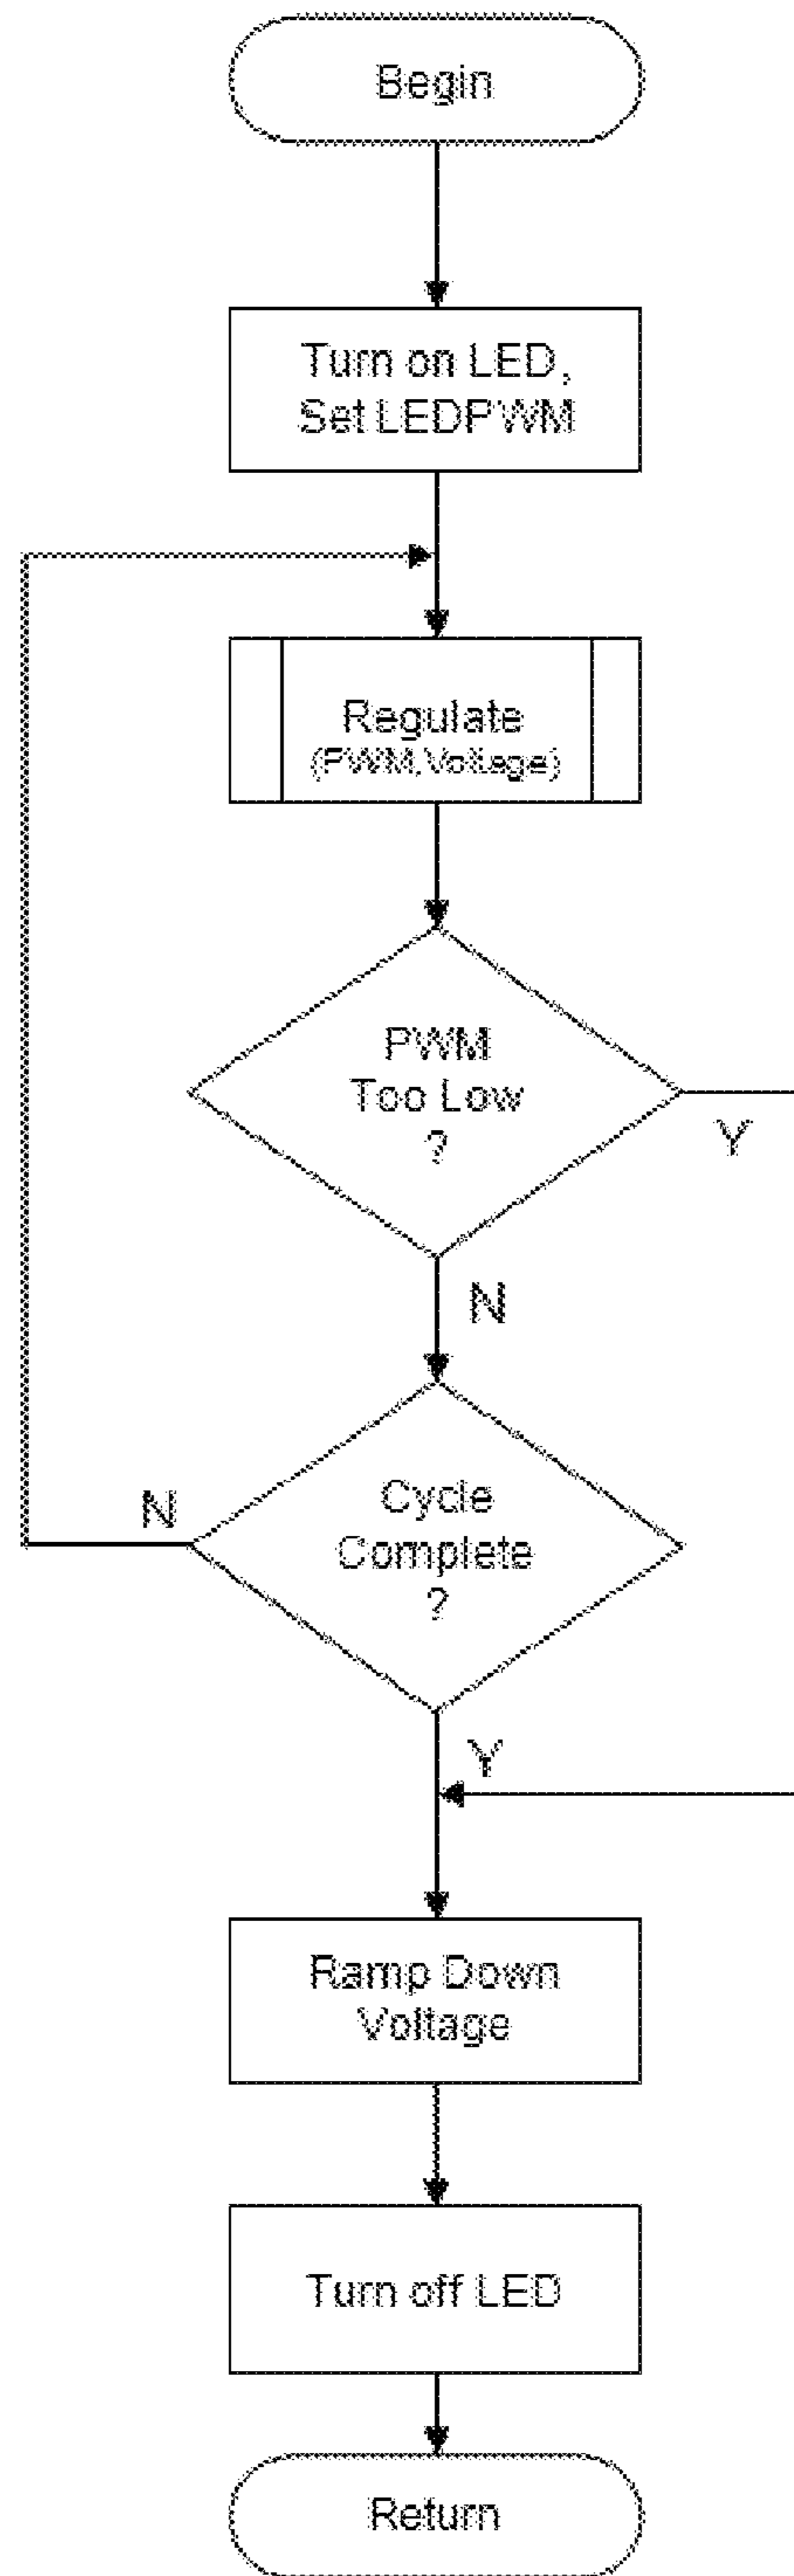 Begin
Turn on LED,
Set LEDPWM
Regulate
(PWM,Voltage)
PWM
Too Low
?
Y
N
Cycle
Complete
?
N
Y
Ramp Down
Voltage
Turn off LED
Return